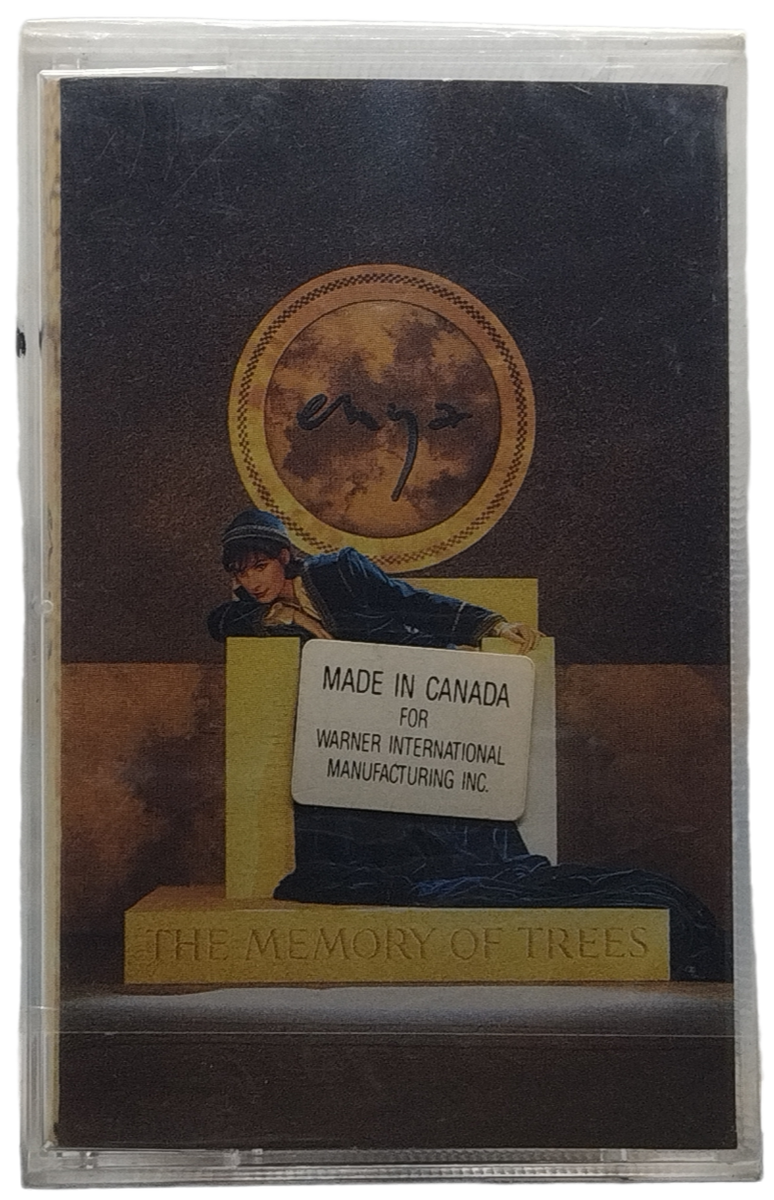 enya
MADE IN CANADA
FOR
WARNER INTERNATIONAL
MANUFACTURING INC.
THE MEMORY OF TREES